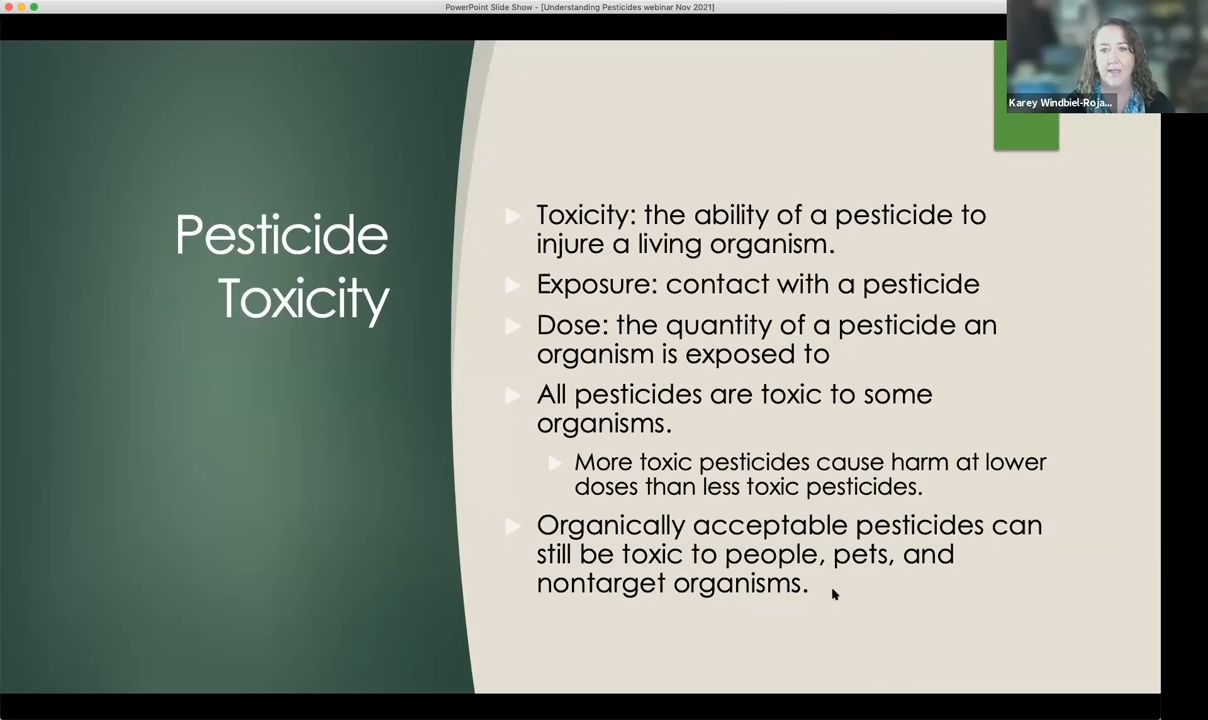 PowerPoint Slide Show - [Understanding Pesticides webinar Nov 2021]
Karey Windbiel-Roja...
Pesticide
Toxicity
Toxicity: the ability of a pesticide to
injure a living organism.
Exposure: contact with a pesticide
Dose: the quantity of a pesticide an
organism is exposed to
All pesticides are toxic to some
organisms.
More toxic pesticides cause harm at lower
doses than less toxic pesticides.
Organically acceptable pesticides can
still be toxic to people, pets, and
nontarget organisms.